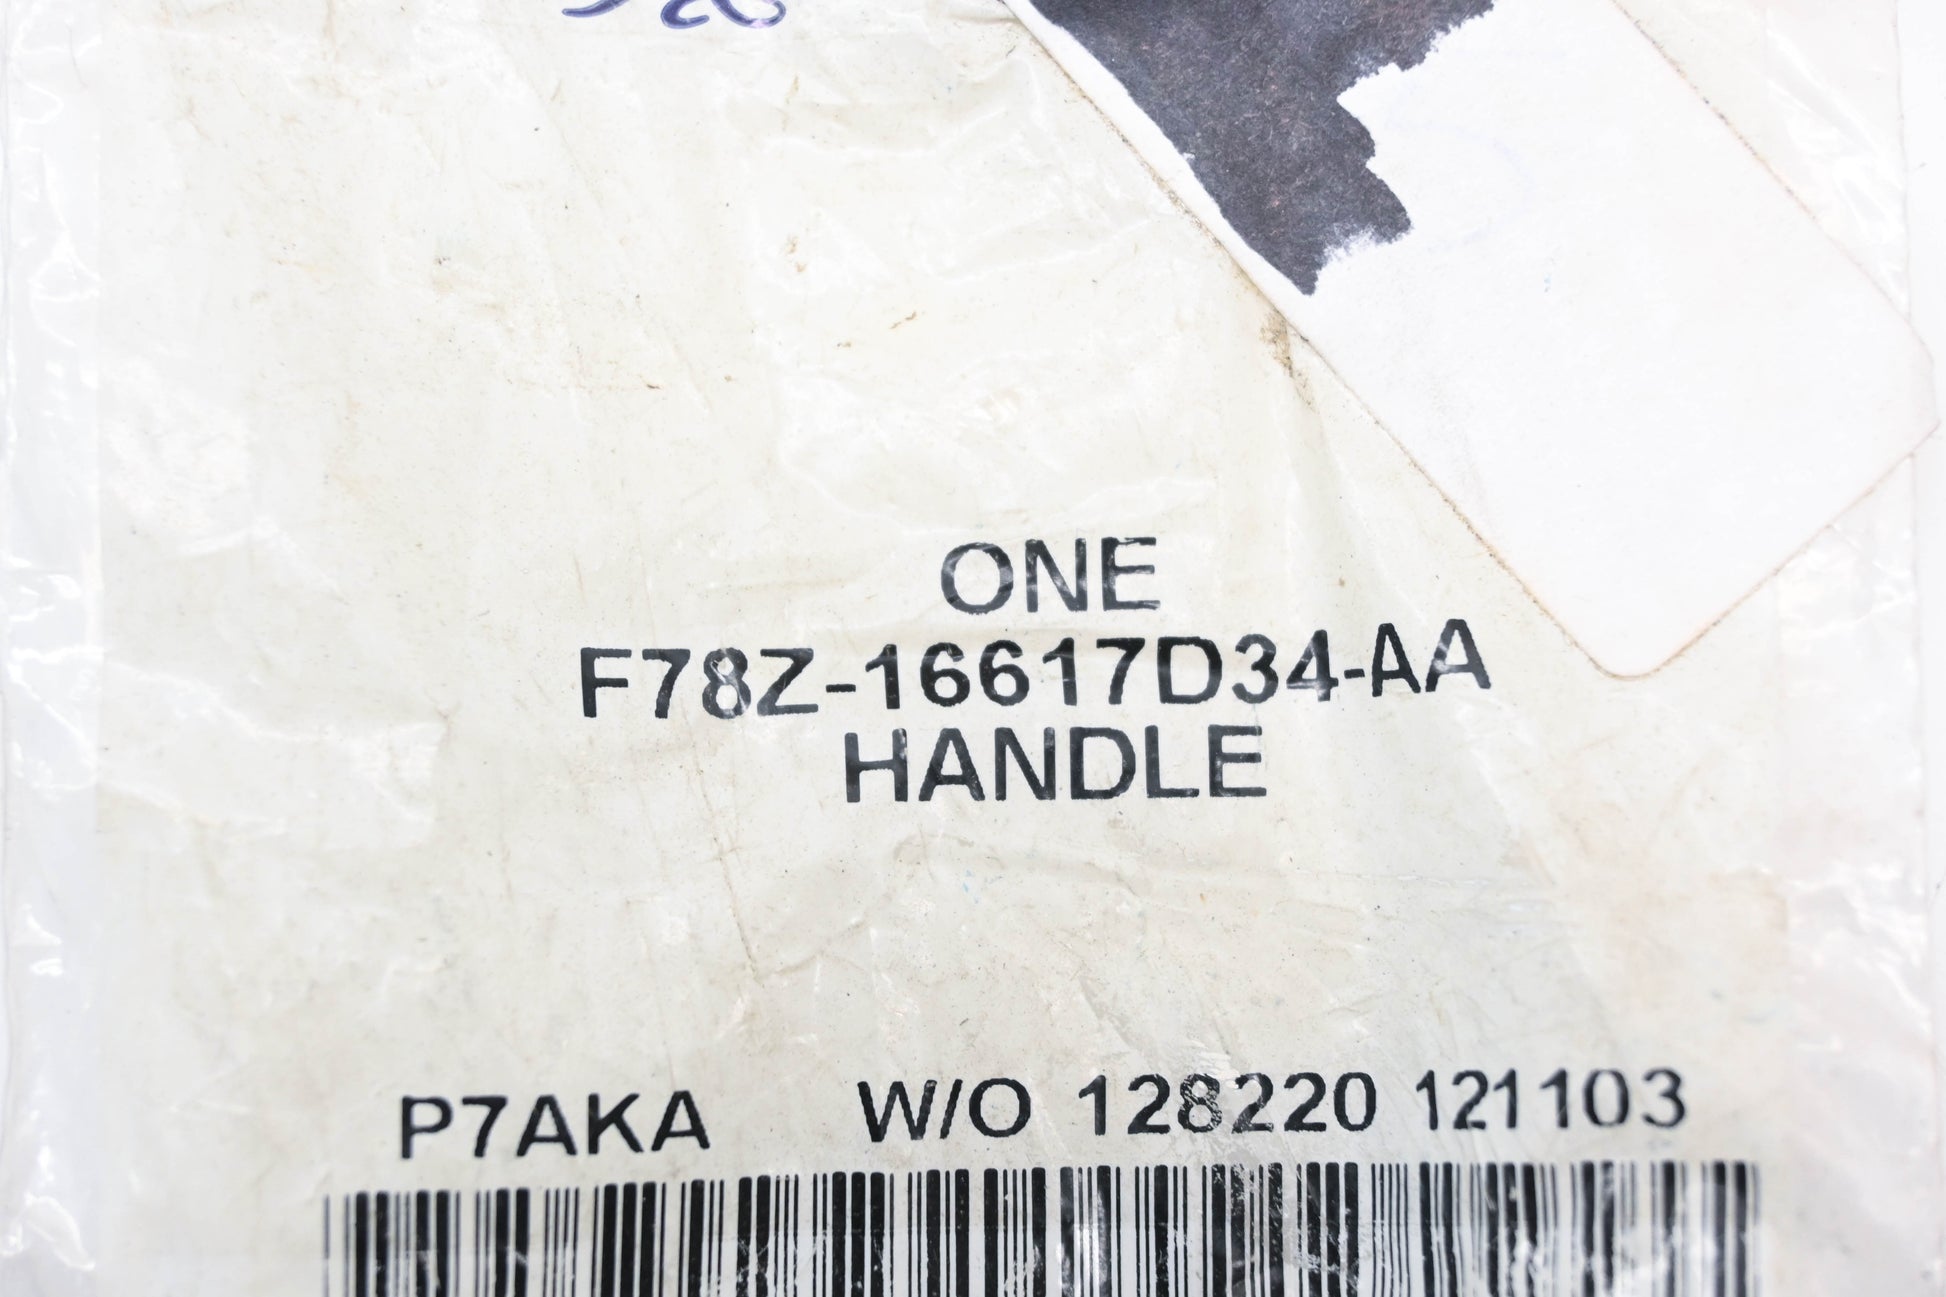 ONE
F78Z-16617D34-AA
HANDLE
P7AKA W/O 128220 121103